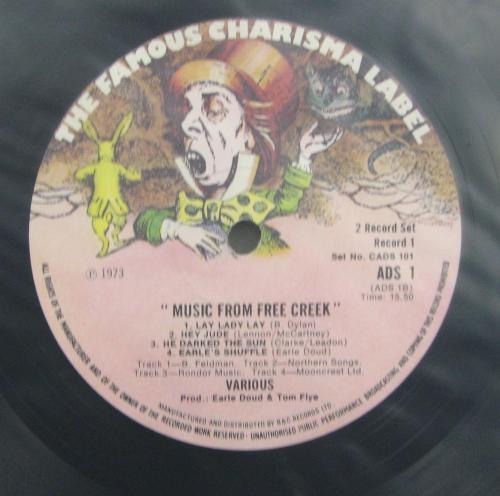 THE FAMOUS CHARISMA LABEL
2 Record Set
Record 1
Set No. CADS 101
ADS 1
(ADS 1B)
Time: 15.50
℗ 1973
"MUSIC FROM FREE CREEK"
1. LAY LADY LAY (B. Dylan)
2. HEY JUDE (Lennon/McCartney)
3. HE DARKED THE SUN (Clarke/Leadon)
4. EARLE'S SHUFFLE (Earle Doud)
Track 1—B. Feldman. Track 2—Northern Songs.
Track 3—Rondor Music. Track 4—Mooncrest Ltd.
VARIOUS
Prod.: Earle Doud & Tom Flye
MANUFACTURED AND DISTRIBUTED BY B&C RECORDS LTD
ALL RIGHTS OF THE MANUFACTURER AND OF THE OWNER OF THE RECORDED WORK RESERVED · UNAUTHORISED PUBLIC PERFORMANCE BROADCASTING AND COPYING OF THIS RECORD PROHIBITED